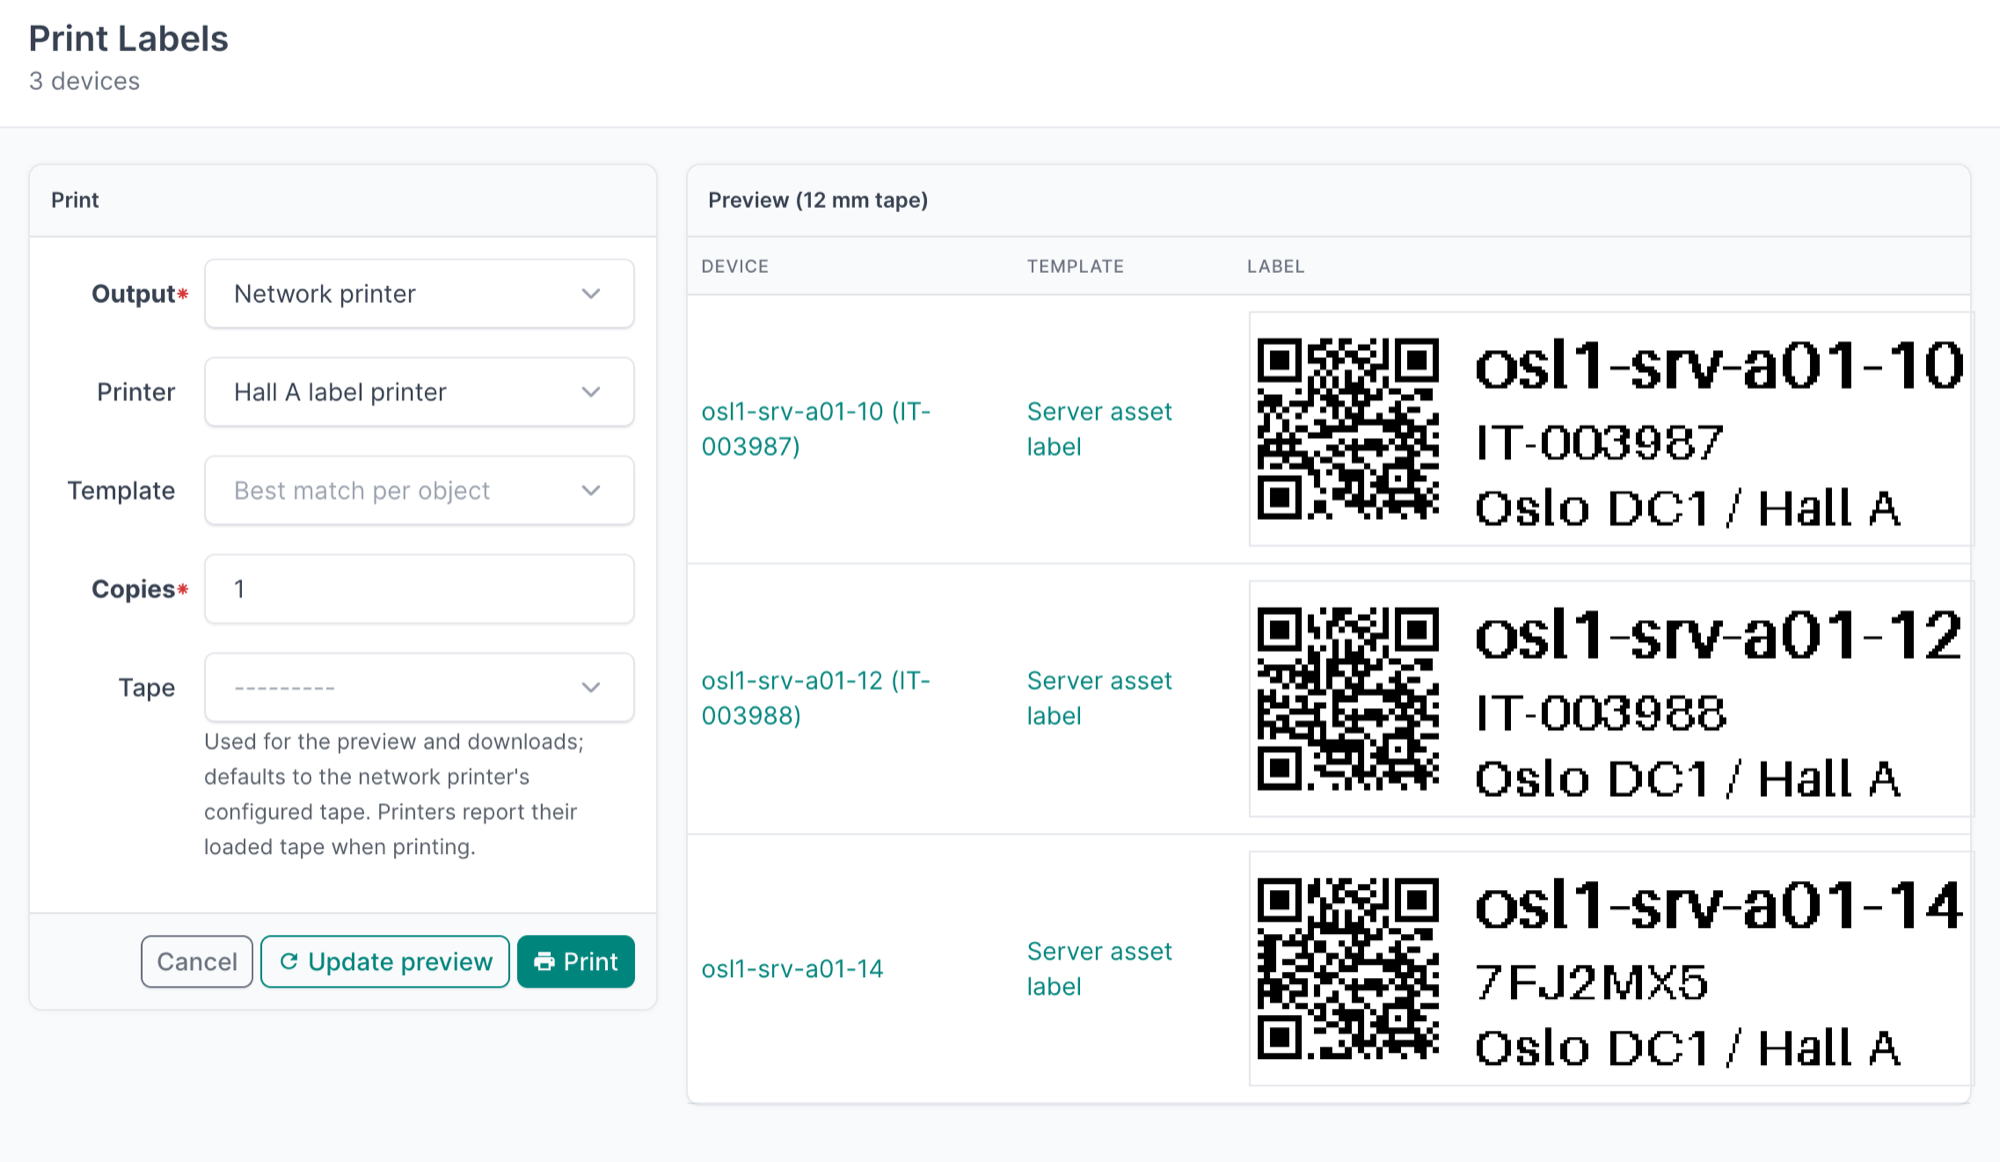 Print Labels
3 devices
Print
Output*
Network printer
Printer
Hall A label printer
Template
Best match per object
Copies*
1
Tape
---------
Used for the preview and downloads;
defaults to the network printer's
configured tape. Printers report their
loaded tape when printing.
Cancel
Update preview
Print
Preview (12 mm tape)
DEVICE
TEMPLATE
LABEL
osl1-srv-a01-10 (IT-
003987)
Server asset
label
osl1-srv-a01-10
IT-003987
Oslo DC1 / Hall A
osl1-srv-a01-12 (IT-
003988)
Server asset
label
osl1-srv-a01-12
IT-003988
Oslo DC1 / Hall A
osl1-srv-a01-14
Server asset
label
osl1-srv-a01-14
7FJ2MX5
Oslo DC1 / Hall A